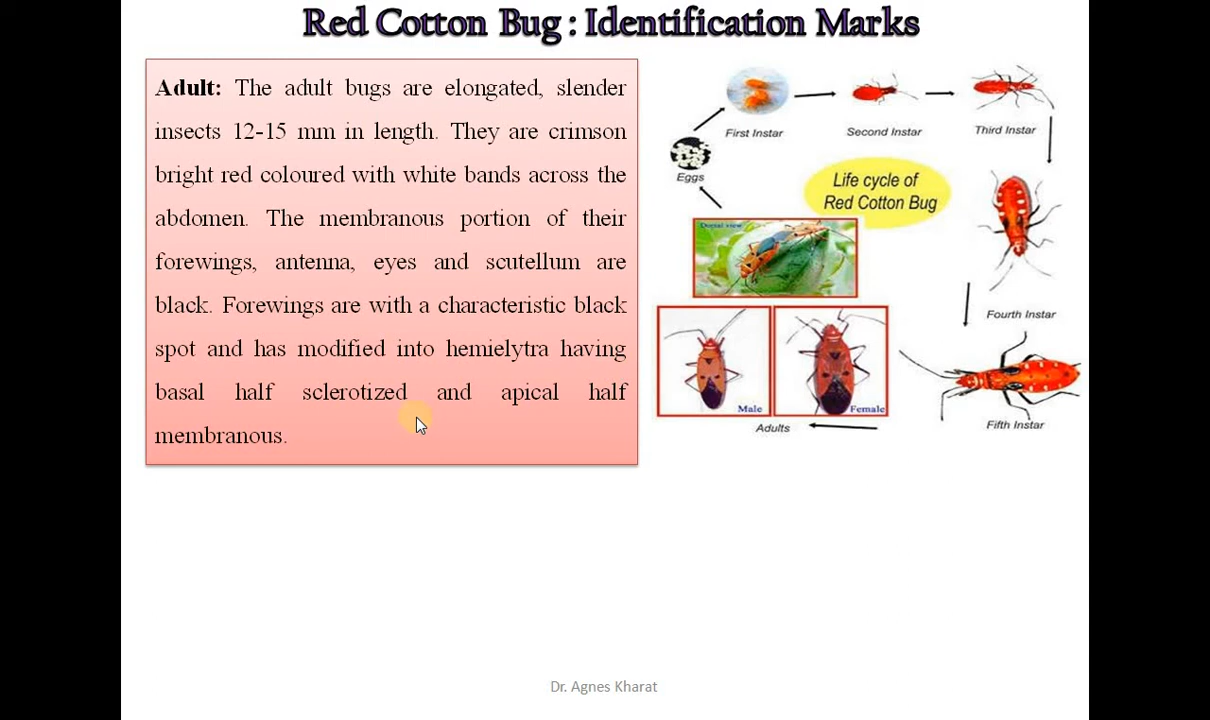 Red Cotton Bug : Identification Marks
Adult: The adult bugs are elongated, slender
insects 12-15 mm in length. They are crimson
bright red coloured with white bands across the
abdomen. The membranous portion of their
forewings, antenna, eyes and scutellum are
black. Forewings are with a characteristic black
spot and has modified into hemielytra having
basal half sclerotized and apical half
membranous.
First Instar
Second Instar
Third Instar
Eggs
Life cycle of
Red Cotton Bug
Dorsal view
Fourth Instar
Male
Female
Adults
Fifth Instar
Dr. Agnes Kharat